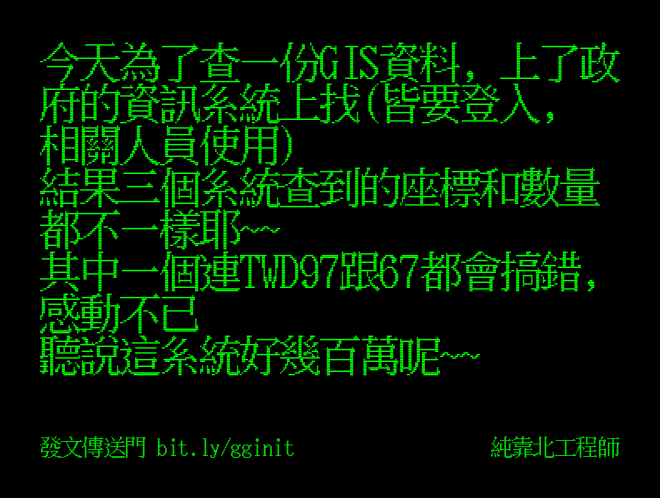 今天為了查一份GIS資料, 上了政
府的資訊系統上找(皆要登入,
相關人員使用)
結果三個系統查到的座標和數量
都不一樣耶~~
其中一個連TWD97跟67都會搞錯,
感動不已
聽說這系統好幾百萬呢~~
發文傳送門 bit.ly/gginit
純靠北工程師